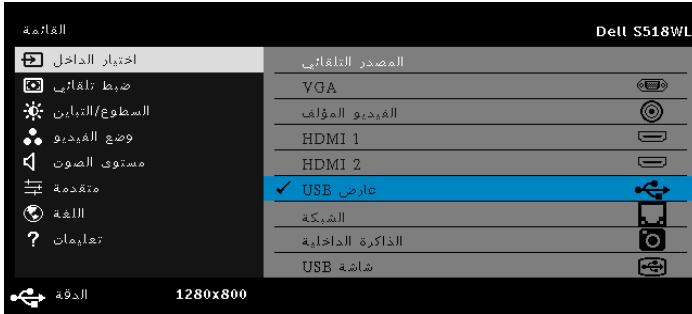 القائمة
Dell S518WL
اختيار الداخل
ضبط تلقائي
السطوع/التباين
وضع الفيديو
مستوى الصوت
متقدمة
اللغة
تعليمات
المصدر التلقائي
VGA
الفيديو المؤلف
HDMI 1
HDMI 2
عارض USB
الشبكة
الذاكرة الداخلية
شاشة USB
الدقة 1280x800